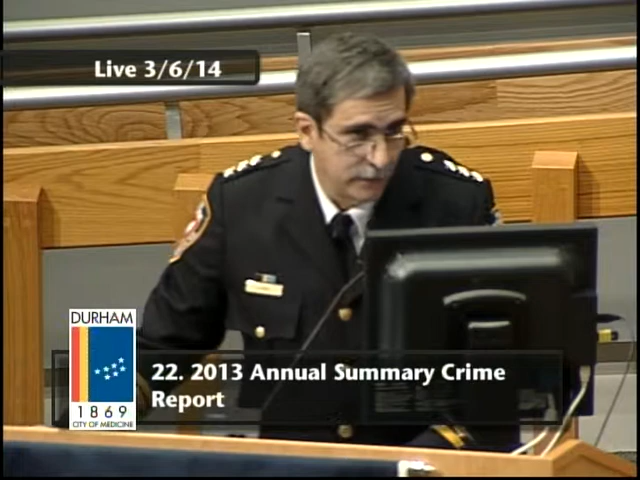 Live 3/6/14
DURHAM
1869
CITY OF MEDICINE
22. 2013 Annual Summary Crime
Report